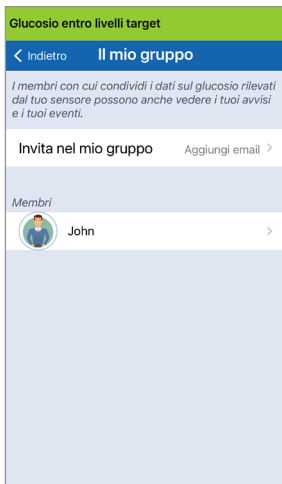 Glucosio entro livelli target
Indietro Il mio gruppo
I membri con cui condividi i dati sul glucosio rilevati
dal tuo sensore possono anche vedere i tuoi avvisi
e i tuoi eventi.
Invita nel mio gruppo Aggiungi email
Membri
John